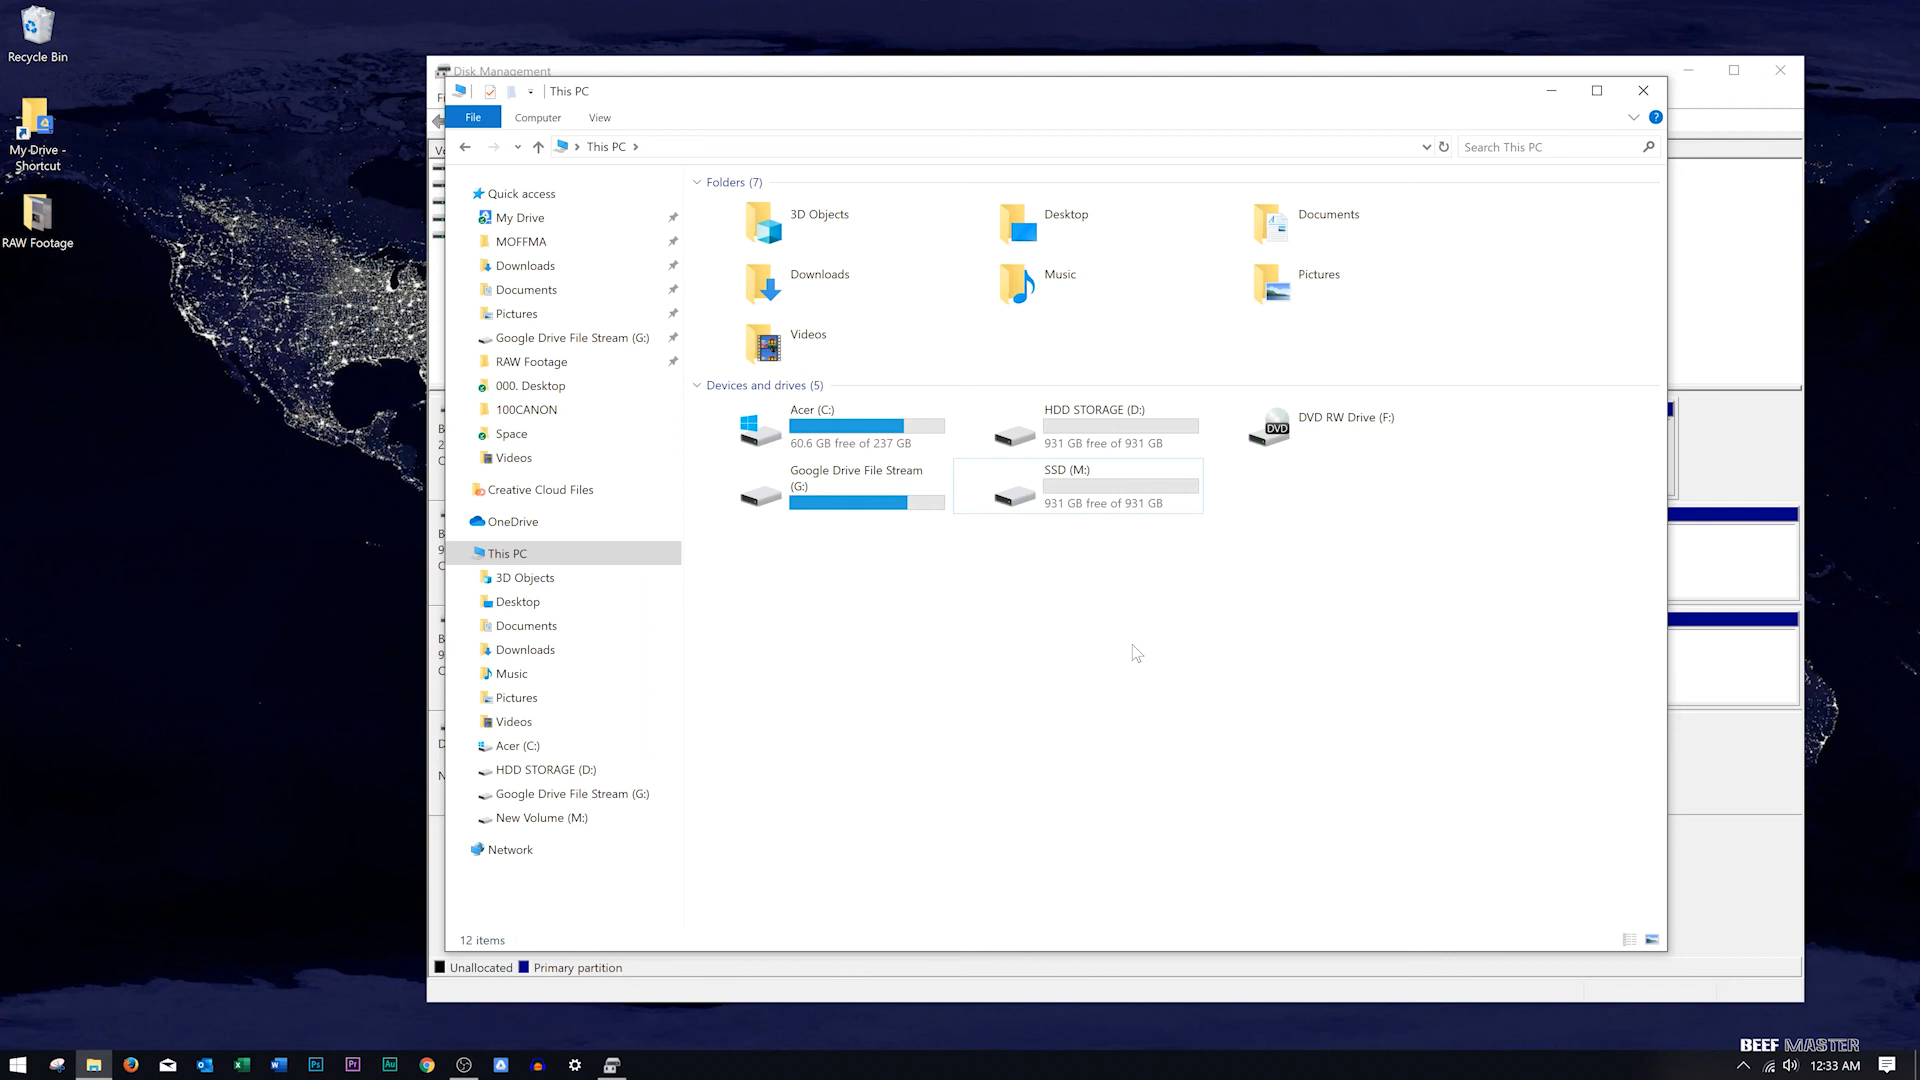 Recycle Bin
My Drive -
Shortcut
RAW Footage
Disk Management
This PC
File
Computer
View
This PC
Search This PC
Quick access
My Drive
MOFFMA
Downloads
Documents
Pictures
Google Drive File Stream (G:)
RAW Footage
000. Desktop
100CANON
Space
Videos
Creative Cloud Files
OneDrive
This PC
3D Objects
Desktop
Documents
Downloads
Music
Pictures
Videos
Acer (C:)
HDD STORAGE (D:)
Google Drive File Stream (G:)
New Volume (M:)
Network
Folders (7)
3D Objects
Desktop
Documents
Downloads
Music
Pictures
Videos
Devices and drives (5)
Acer (C:)
60.6 GB free of 237 GB
HDD STORAGE (D:)
931 GB free of 931 GB
DVD
DVD RW Drive (F:)
Google Drive File Stream
(G:)
SSD (M:)
931 GB free of 931 GB
12 items
Unallocated
Primary partition
BEEF MASTER
Ps
Pr
Au
12:33 AM